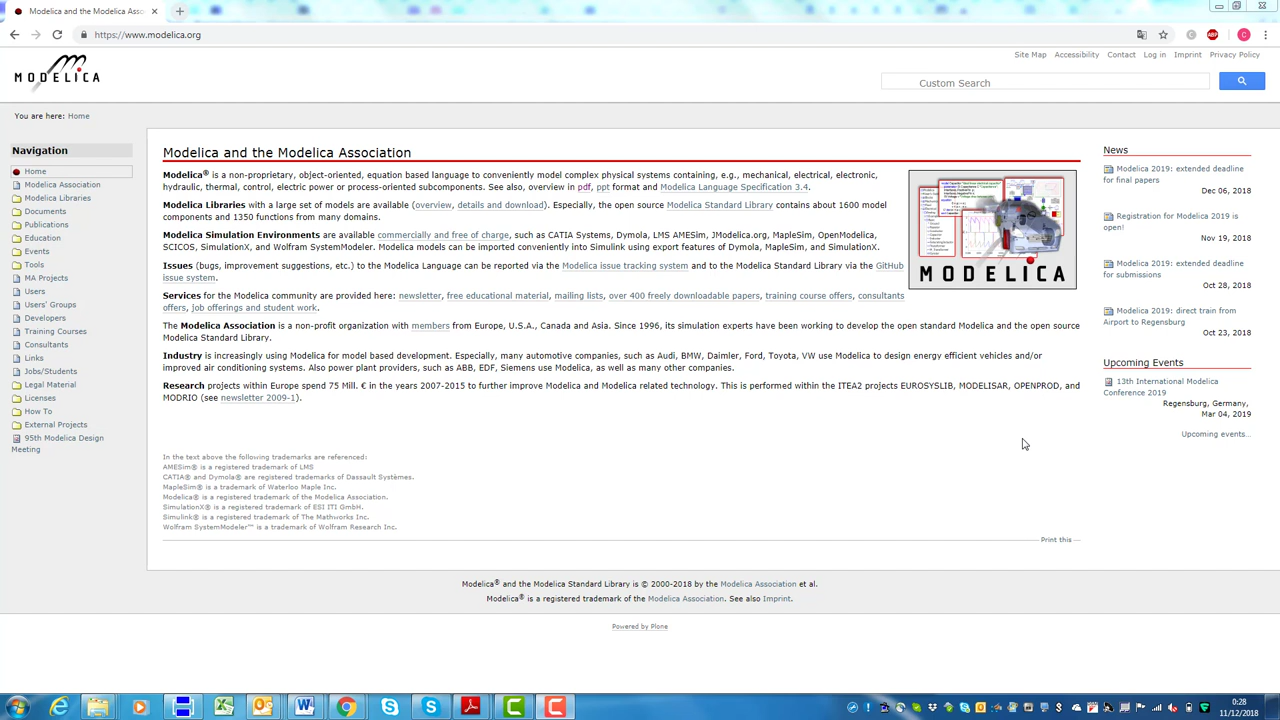 Modelica and the Modelica Asso
https://www.modelica.org
C
ABP
C
Site Map Accessibility Contact Log in Imprint Privacy Policy
MODELICA
Custom Search
You are here: Home
Navigation
Home
Modelica Association
Modelica Libraries
Documents
Publications
Education
Events
Tools
MA Projects
Users
Users' Groups
Developers
Training Courses
Consultants
Links
Jobs/Students
Legal Material
Licenses
How To
External Projects
95th Modelica Design
Meeting
Modelica and the Modelica Association
Modelica® is a non-proprietary, object-oriented, equation based language to conveniently model complex physical systems containing, e.g., mechanical, electrical, electronic,
hydraulic, thermal, control, electric power or process-oriented subcomponents. See also, overview in pdf, ppt format and Modelica Language Specification 3.4.
Modelica Libraries with a large set of models are available (overview, details and download). Especially, the open source Modelica Standard Library contains about 1600 model
components and 1350 functions from many domains.
Modelica Simulation Environments are available commercially and free of charge, such as CATIA Systems, Dymola, LMS AMESim, JModelica.org, MapleSim, OpenModelica,
SCICOS, SimulationX, and Wolfram SystemModeler. Modelica models can be imported conveniently into Simulink using export features of Dymola, MapleSim, and SimulationX.
Issues (bugs, improvement suggestions, etc.) to the Modelica Language can be reported via the Modelica issue tracking system and to the Modelica Standard Library via the GitHub
issue system.
Services for the Modelica community are provided here: newsletter, free educational material, mailing lists, over 400 freely downloadable papers, training course offers, consultants
offers, job offerings and student work.
The Modelica Association is a non-profit organization with members from Europe, U.S.A., Canada and Asia. Since 1996, its simulation experts have been working to develop the open standard Modelica and the open source
Modelica Standard Library.
Industry is increasingly using Modelica for model based development. Especially, many automotive companies, such as Audi, BMW, Daimler, Ford, Toyota, VW use Modelica to design energy efficient vehicles and/or
improved air conditioning systems. Also power plant providers, such as ABB, EDF, Siemens use Modelica, as well as many other companies.
Research projects within Europe spend 75 Mill. € in the years 2007-2015 to further improve Modelica and Modelica related technology. This is performed within the ITEA2 projects EUROSYSLIB, MODELISAR, OPENPROD, and
MODRIO (see newsletter 2009-1).
MODELICA
In the text above the following trademarks are referenced:
AMESim® is a registered trademark of LMS
CATIA® and Dymola® are registered trademarks of Dassault Systèmes.
MapleSim® is a trademark of Waterloo Maple Inc.
Modelica® is a registered trademark of the Modelica Association.
SimulationX® is a registered trademark of ESI ITI GmbH.
Simulink® is a registered trademark of The Mathworks Inc.
Wolfram SystemModeler™ is a trademark of Wolfram Research Inc.
Print this
News
Modelica 2019: extended deadline
for final papers
Dec 06, 2018
Registration for Modelica 2019 is
open!
Nov 19, 2018
Modelica 2019: extended deadline
for submissions
Oct 28, 2018
Modelica 2019: direct train from
Airport to Regensburg
Oct 23, 2018
Upcoming Events
13th International Modelica
Conference 2019
Regensburg, Germany,
Mar 04, 2019
Upcoming events…
Modelica® and the Modelica Standard Library is © 2000-2018 by the Modelica Association et al.
Modelica® is a registered trademark of the Modelica Association. See also Imprint.
Powered by Plone
0:28
11/12/2018